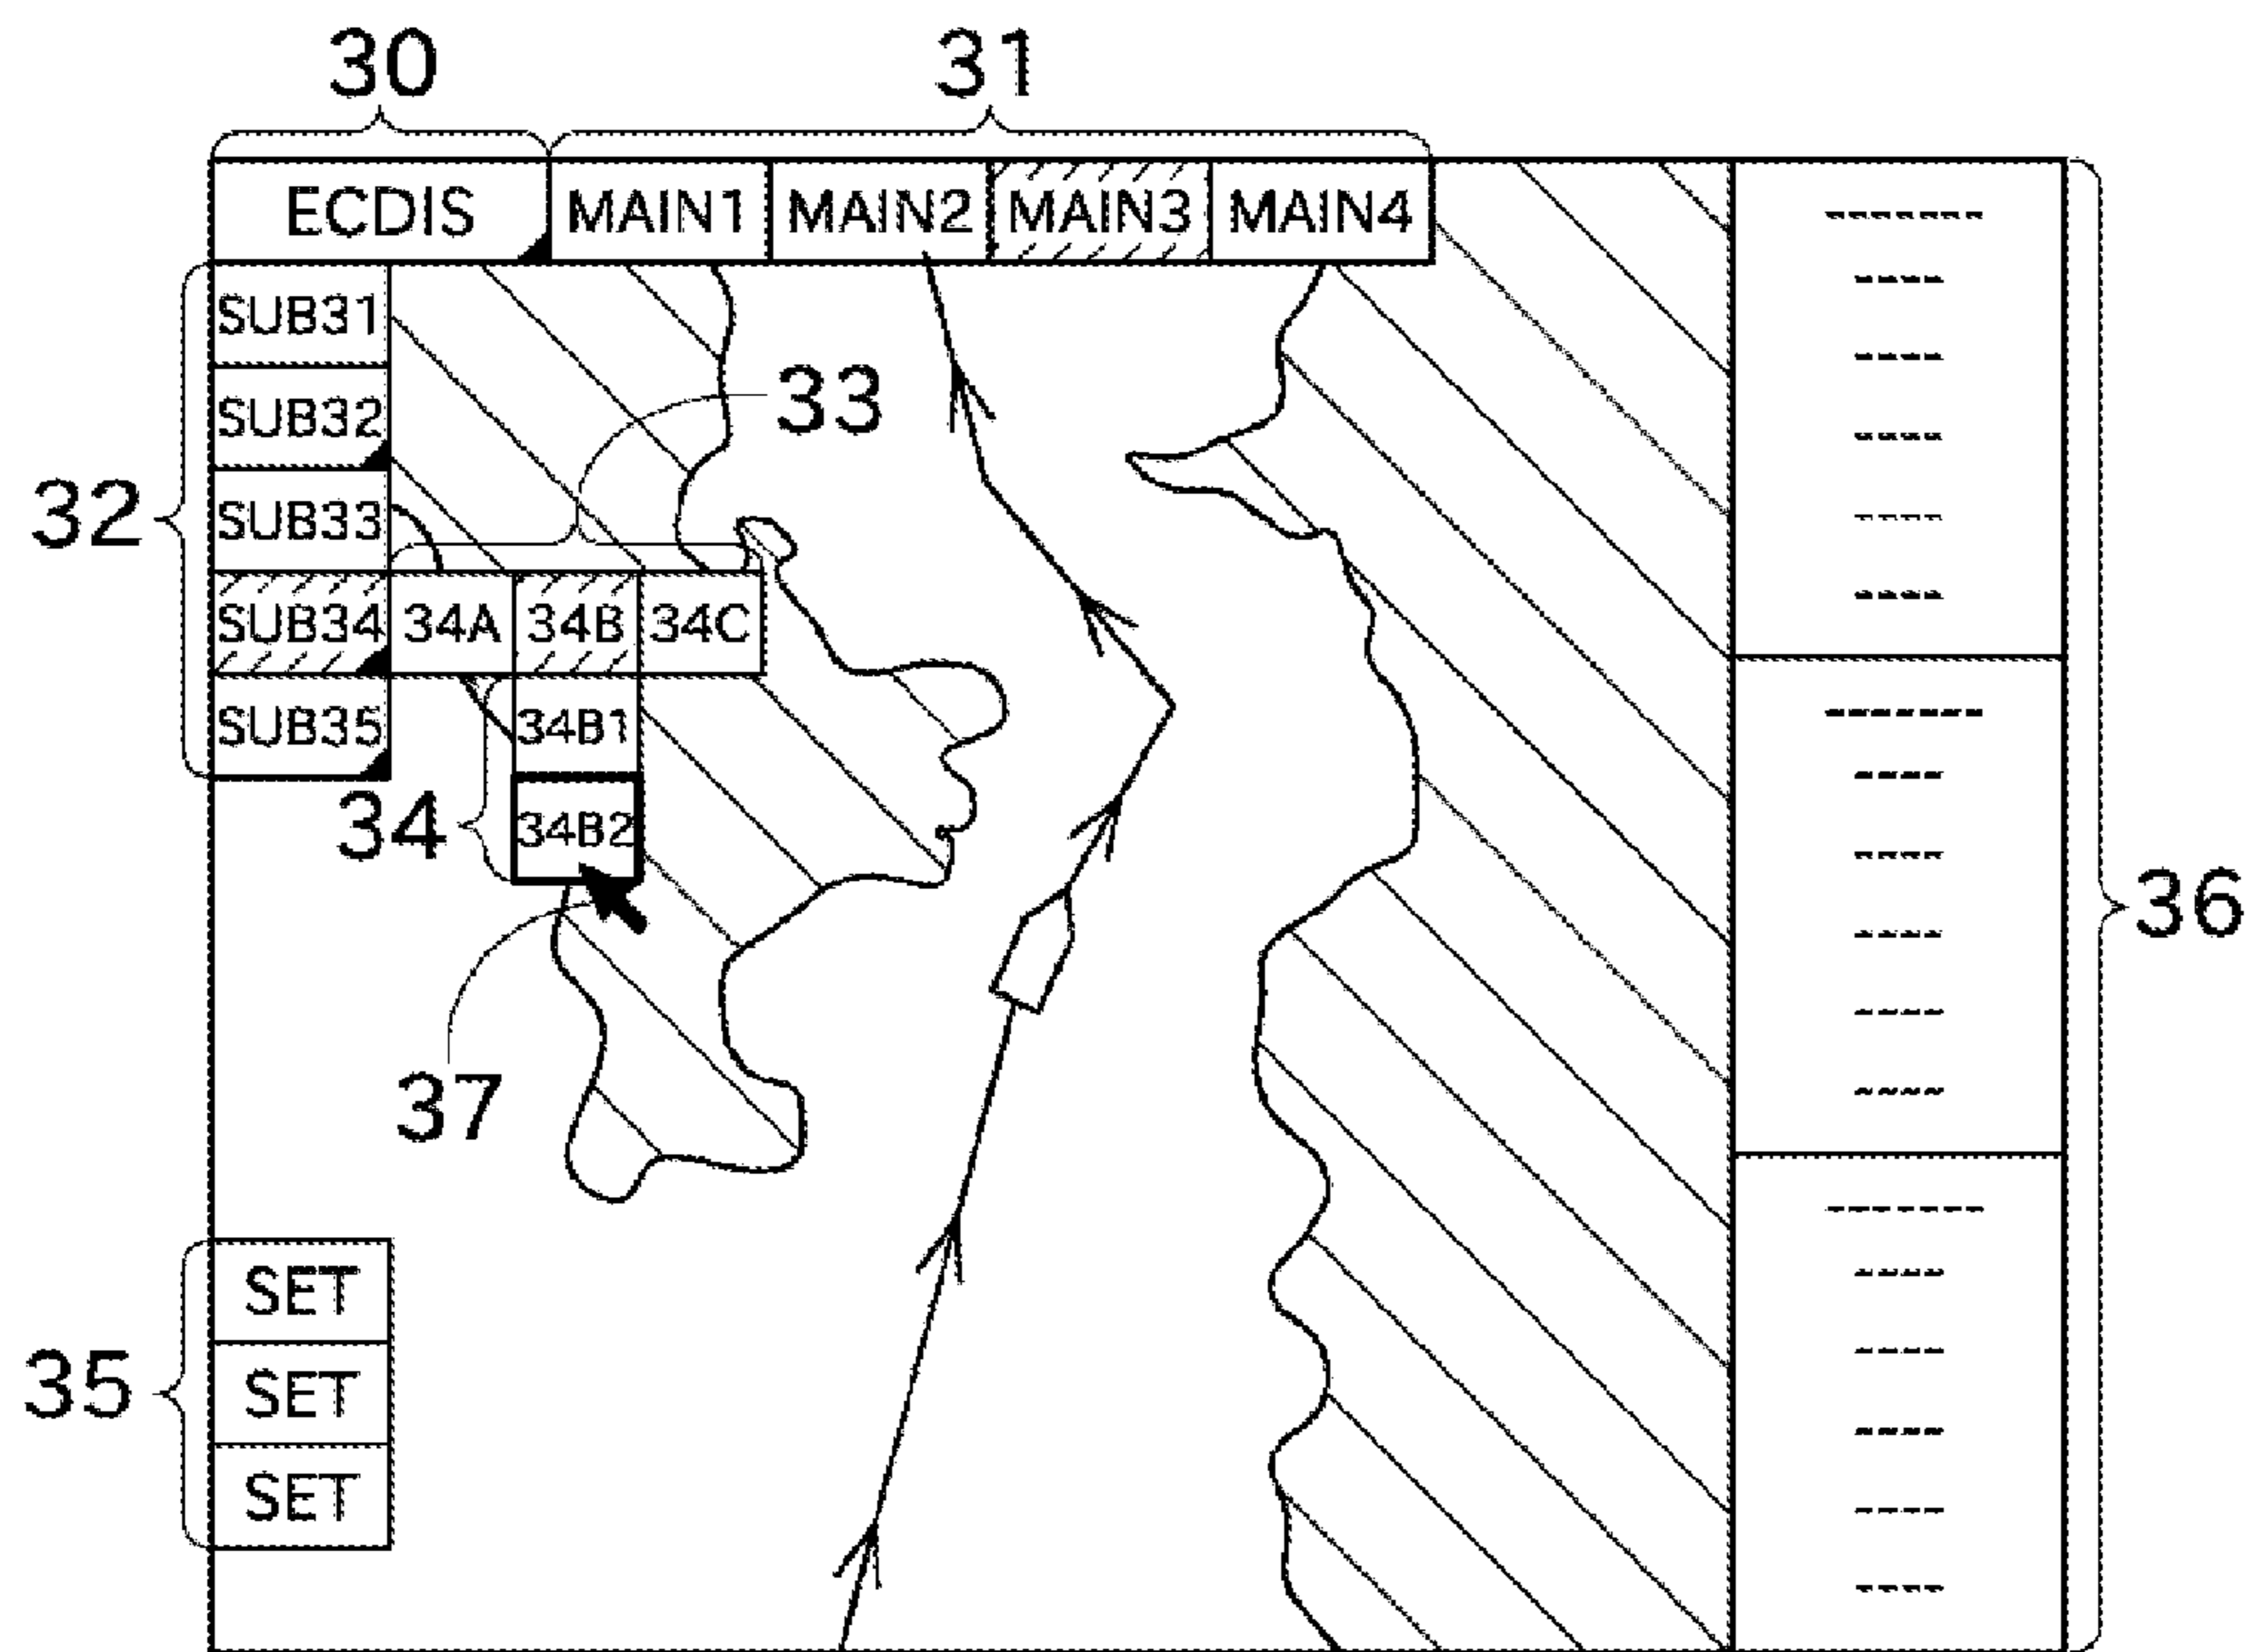 30 31
ECDIS MAIN1 MAIN2 MAIN3 MAIN4
SUB31
SUB32
33
32
SUB33
SUB34 34A 34B 34C
SUB35 34B1
34 34B2
36
37
SET
35 SET
SET